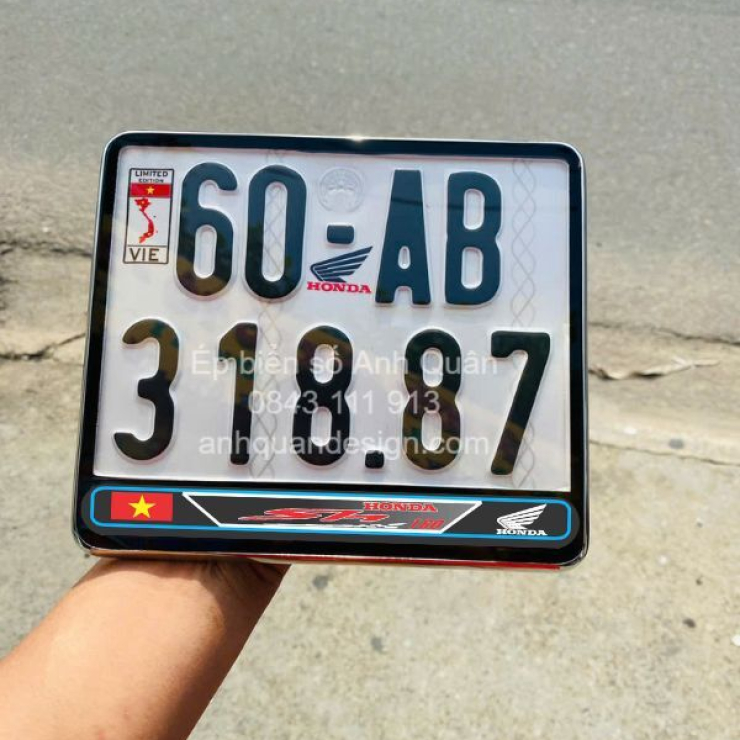 LIMITED
EDITION
VIE
60-AB
HONDA
318.87
Ép biển số Anh Quân
0843 111 913
anhquandesign.com
HONDA
160
HONDA